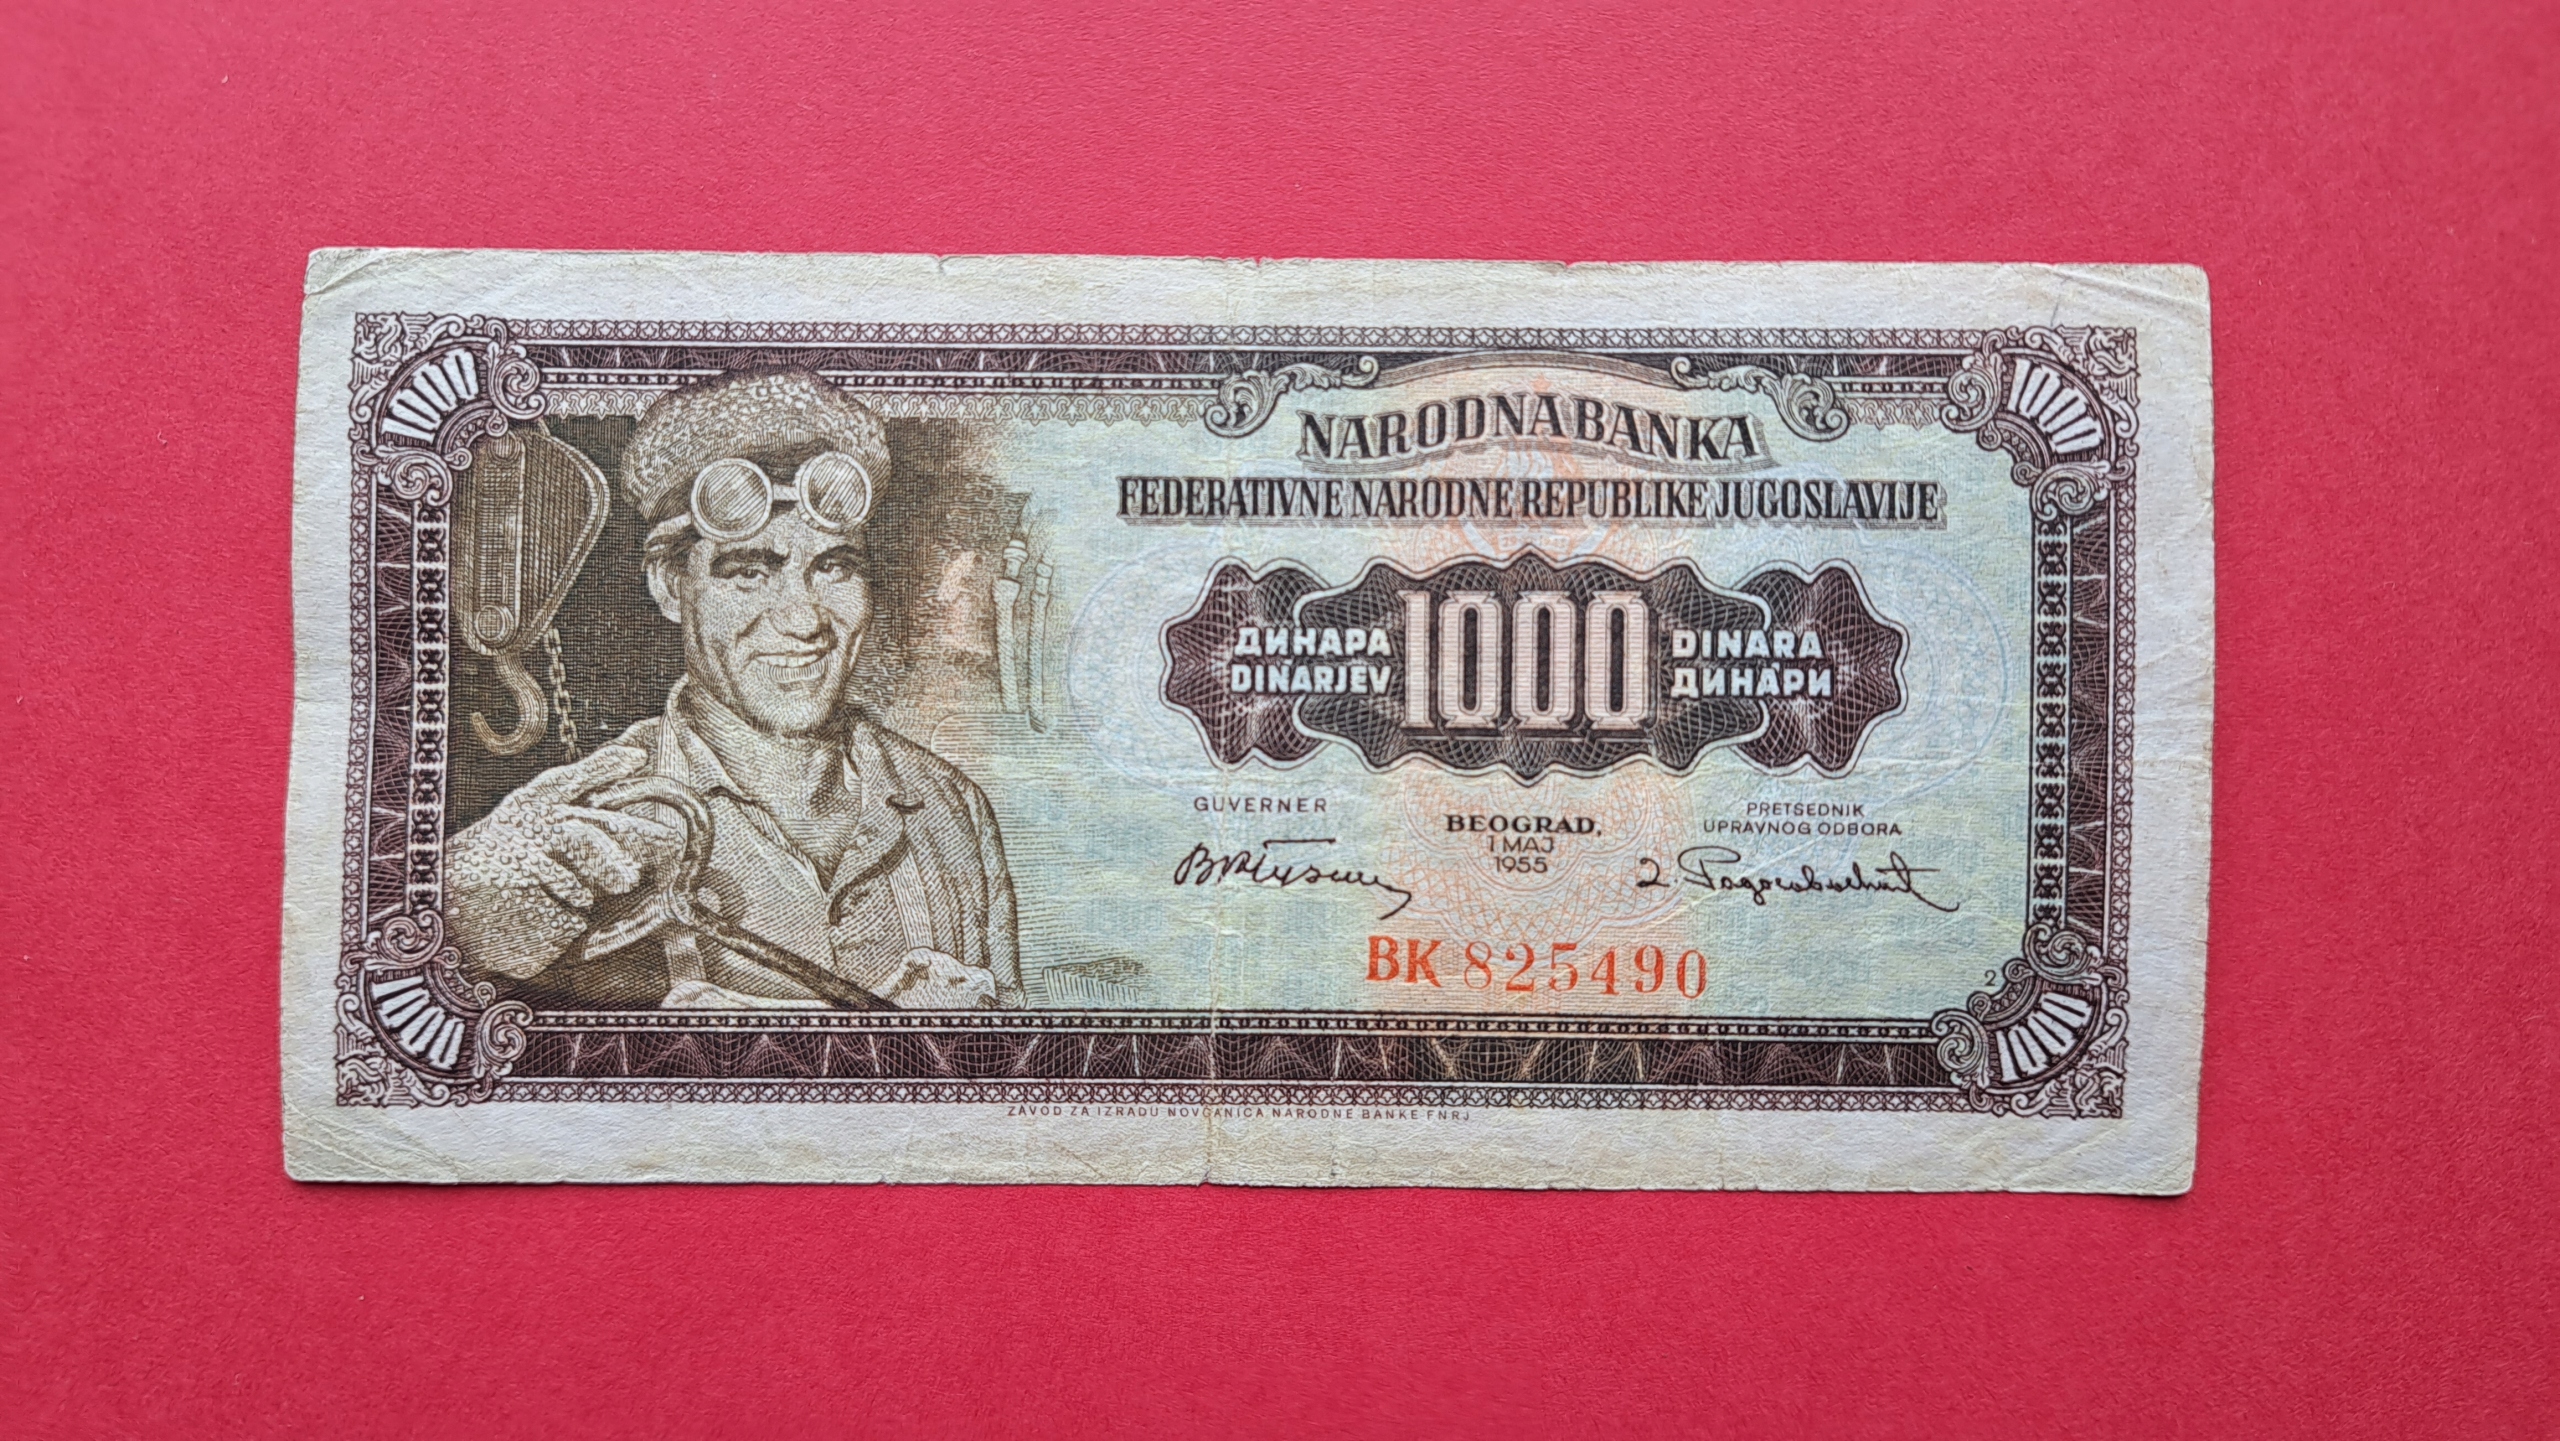 1000
1000
NARODNA BANKA
FEDERATIVNE NARODNE REPUBLIKE JUGOSLAVIJE
ДИНАРА 1000 DINARA
DINARJEV ДИНАРИ
GUVERNER
BEOGRAD,
1 MAJ
1955
PRETSEDNIK
UPRAVNOG ODBORA
BK 825490
2
1000
1000
ZAVOD ZA IZRADU NOVČANICA NARODNE BANKE FNRJ